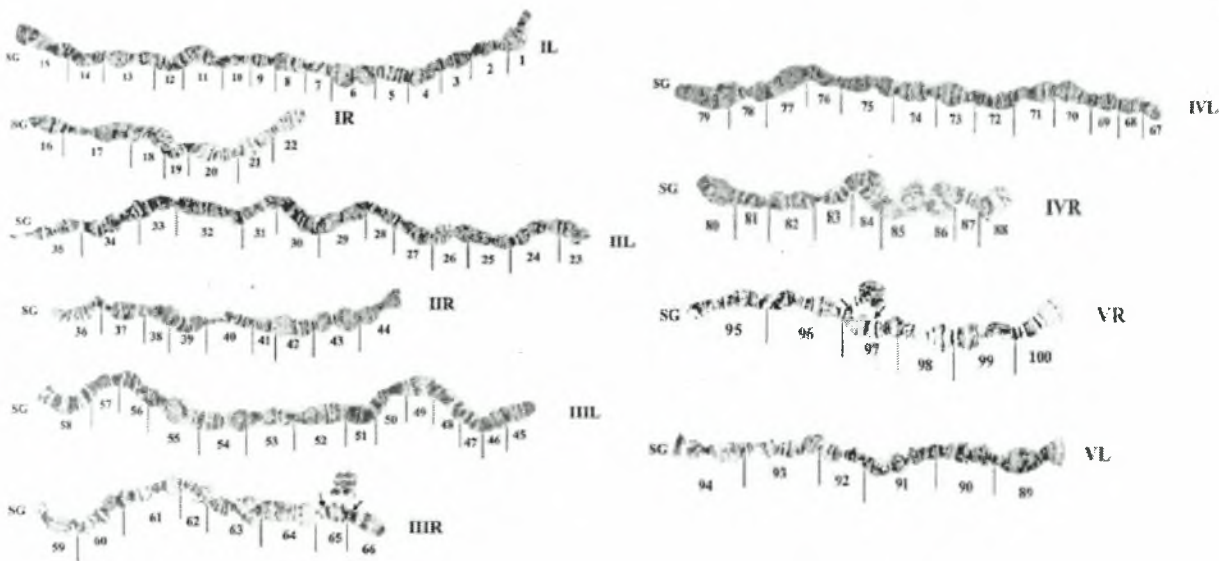 SG 15 14 13 12 11 10 9 8 7 6 5 4 3 2 1 IL
SG 16 17 18 19 20 21 22 IR
SG 35 34 33 32 31 30 29 28 27 26 25 24 23 IIL
SG 36 37 38 39 40 41 42 43 44 IIR
SG 58 57 56 55 54 53 52 51 50 49 48 47 46 45 IIIL
SG 59 60 61 62 63 64 65 66 IIIR
SG 79 78 77 76 75 74 73 72 71 70 69 68 67 IVL
SG 80 81 82 83 84 85 86 87 88 IVR
SG 95 96 97 98 99 100 VR
SG 94 93 92 91 90 89 VL